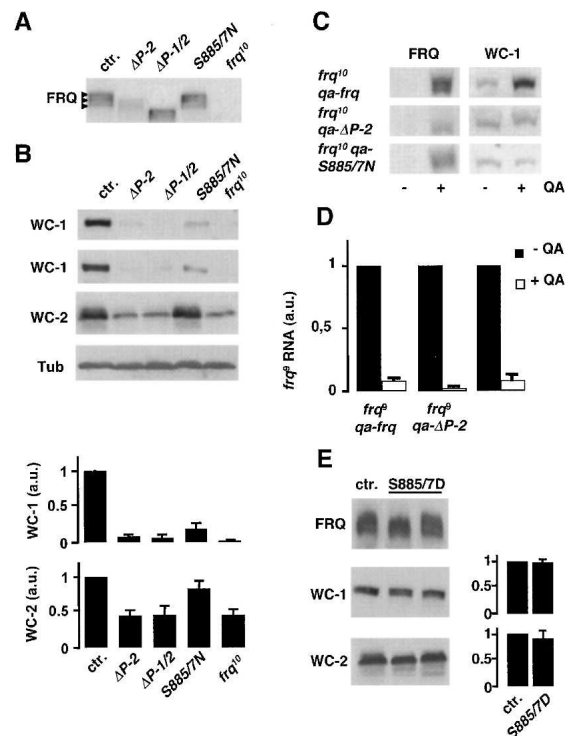 A
ctr. ΔP-2 ΔP-1/2 S885/7N frq10
FRQ
B
ctr. ΔP-2 ΔP-1/2 S885/7N frq10
WC-1
WC-1
WC-2
Tub
WC-1 (a.u.)
1
0.5
0
WC-2 (a.u.)
1
0.5
0
ctr. ΔP-2 ΔP-1/2 S885/7N frq10
C
FRQ WC-1
frq10
qa-frq
frq10
qa-ΔP-2
frq10 qa-
S885/7N
- + - + QA
D
frq9 RNA (a.u.)
1
0,5
0
- QA
+ QA
frq9
qa-frq
frq9
qa-ΔP-2
E
ctr. S885/7D
FRQ
WC-1
WC-2
1
0.5
0
1
0.5
0
ctr.
S885/7D